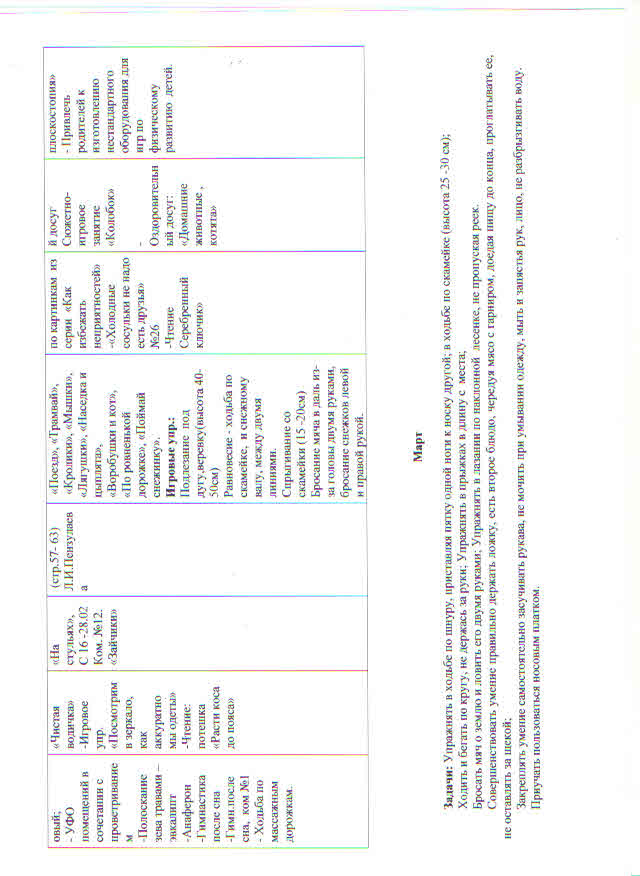 овый;
- УФО
помещений в
сочетании с
проветривание
м
-Полоскание
зева травами –
эвкалипт
-Анаферон
-Гимнастика
после сна
-Гимн.после
сна, ком №1
- Ходьба по
массажным
дорожкам.
«Чистая
водичка»
-Игровое
упр.
«Посмотрим
в зеркало,
как
аккуратно
мы одеты»
-Чтение:
потешка
«Расти коса
до пояса»
«На
стульях»,
С 16 -28.02
Ком. №12.
«Зайчики»
(стр.57- 63)
Л.И.Пензулаев
а
«Поезд», «Трамвай»,
«Кролики», «Мышки»,
«Лягушки», «Наседка и
цыплята»,
«Воробушки и кот»,
«По ровненькой
дорожке», «Поймай
снежинку».
Игровые упр.:
Подлезание под
дугу,веревку(высота 40-
50см)
Равновесие - ходьба по
скамейке, и снежному
валу, между двумя
линиями.
Спрыгивание со
скамейки (15 -20см)
Бросание мяча в даль из-
за головы двумя руками,
бросание снежков левой
и правой рукой.
по картинкам из
серии «Как
избежать
неприятностей»
-«Холодные
сосульки не надо
есть друзья»
№26
-Чтение
Серебренный
ключик»
й досуг
Сюжетно-
игровое
занятие
«Колобок»
-
Оздоровительн
ый досуг:
«Домашние
животные ,
котята»
плоскостопия»
- Привлечь
родителей к
изготовлению
нестандартного
оборудования для
игр по
физическому
развитию детей.
Март
Задачи: Упражнять в ходьбе по шнуру, приставляя пятку одной ноги к носку другой; в ходьбе по скамейке (высота 25 -30 см);
Ходить и бегать по кругу, не держась за руки; Упражнять в прыжках в длину с места;
Бросать мяч о землю и ловить его двумя руками; Упражнять в лазании по наклонной лесенке, не пропуская реек.
Совершенствовать умение правильно держать ложку, есть второе блюдо, чередуя мясо с гарниром, доедая пищу до конца, проглатывать ее,
не оставлять за щекой;
Закреплять умение самостоятельно засучивать рукава, не мочить при умывании одежду, мыть и запястья рук, лицо, не разбрызгивать воду.
Приучать пользоваться носовым платком.